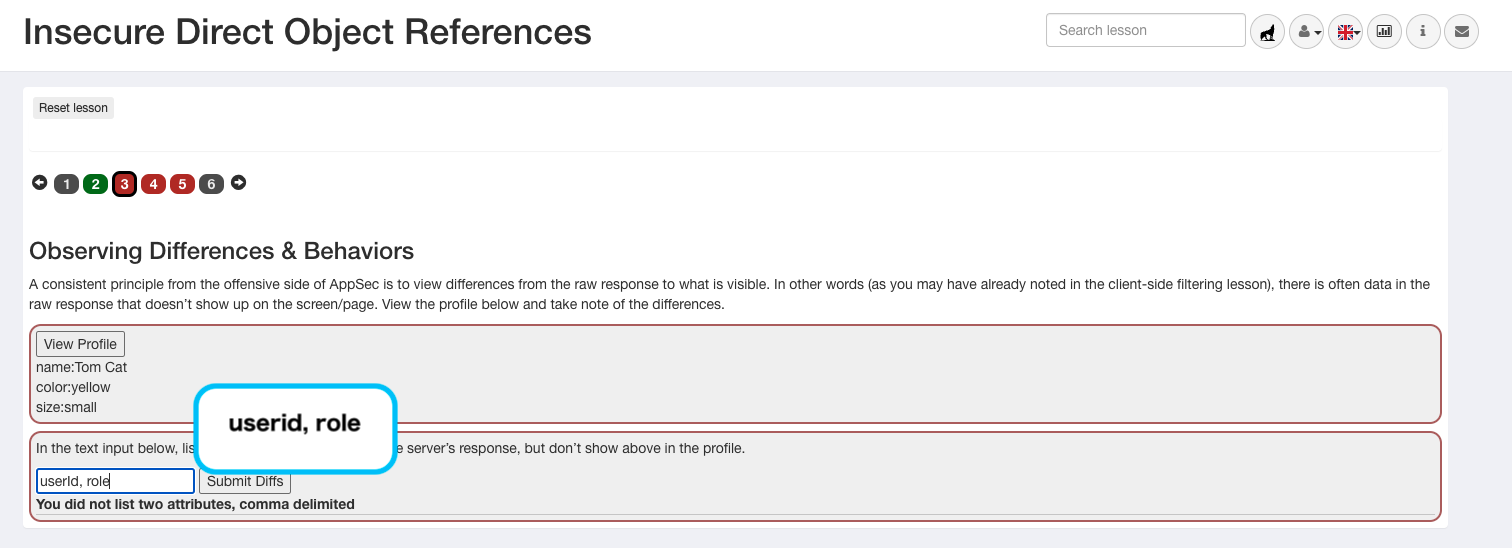 Insecure Direct Object References
Search lesson
Reset lesson
1 2 3 4 5 6
Observing Differences & Behaviors
A consistent principle from the offensive side of AppSec is to view differences from the raw response to what is visible. In other words (as you may have already noted in the client-side filtering lesson), there is often data in the
raw response that doesn't show up on the screen/page. View the profile below and take note of the differences.
View Profile
name:Tom Cat
color:yellow
size:small
userid, role
In the text input below, server's response, but don't show above in the profile.
userId, role Submit Diffs
You did not list two attributes, comma delimited